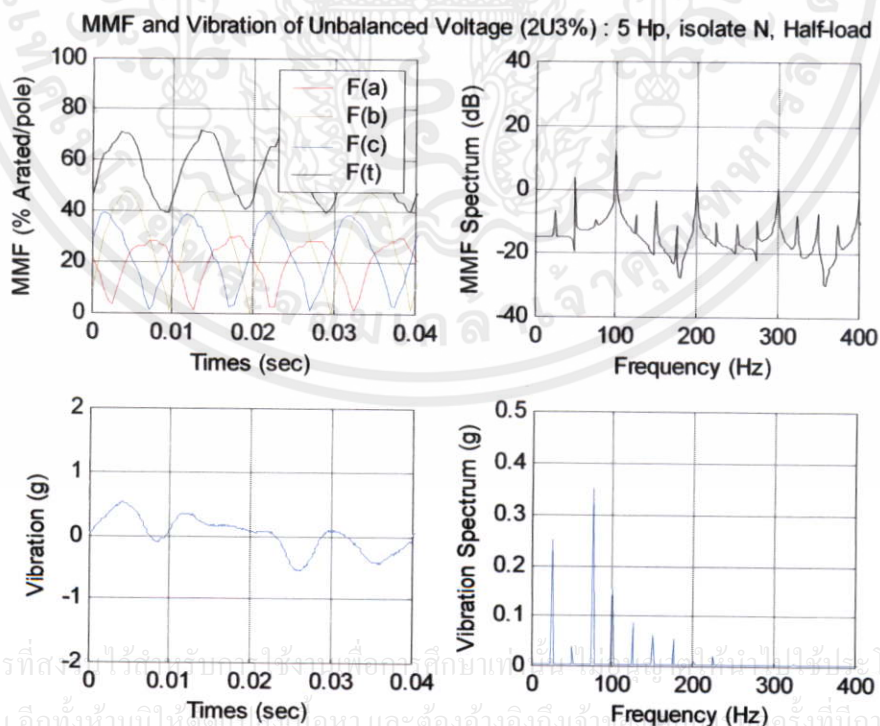 MMF and Vibration of Unbalanced Voltage (2U3%) : 5 Hp, isolate N, Half-load
100
80
60
40
20
0
MMF (% Arated/pole)
F(a)
F(b)
F(c)
F(t)
0 0.01 0.02 0.03 0.04
Times (sec)
40
20
0
-20
-40
MMF Spectrum (dB)
0 100 200 300 400
Frequency (Hz)
2
1
0
-1
-2
Vibration (g)
0 0.01 0.02 0.03 0.04
Times (sec)
0.5
0.4
0.3
0.2
0.1
0
Vibration Spectrum (g)
0 100 200 300 400
Frequency (Hz)